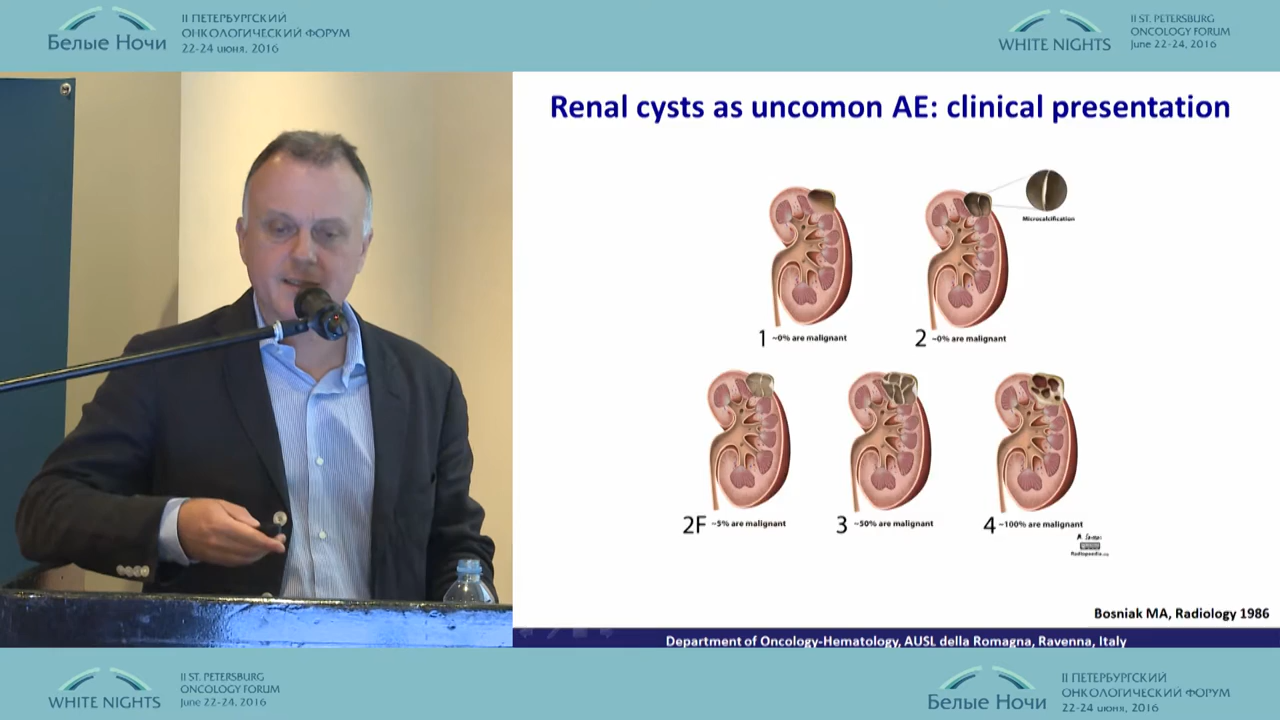 Белые Ночи
II ПЕТЕРБУРГСКИЙ
ОНКОЛОГИЧЕСКИЙ ФОРУМ
22-24 июня, 2016
WHITE NIGHTS
II ST. PETERSBURG
ONCOLOGY FORUM
June 22-24, 2016
Renal cysts as uncomon AE: clinical presentation
Microcalcification
1 ~0% are malignant
2 ~0% are malignant
2F ~5% are malignant
3 ~50% are malignant
4 ~100% are malignant
Radiopaedia.org
Bosniak MA, Radiology 1986
Department of Oncology-Hematology, AUSL della Romagna, Ravenna, Italy
WHITE NIGHTS
II ST. PETERSBURG
ONCOLOGY FORUM
June 22-24, 2016
Белые Ночи
II ПЕТЕРБУРГСКИЙ
ОНКОЛОГИЧЕСКИЙ ФОРУМ
22-24 июня, 2016